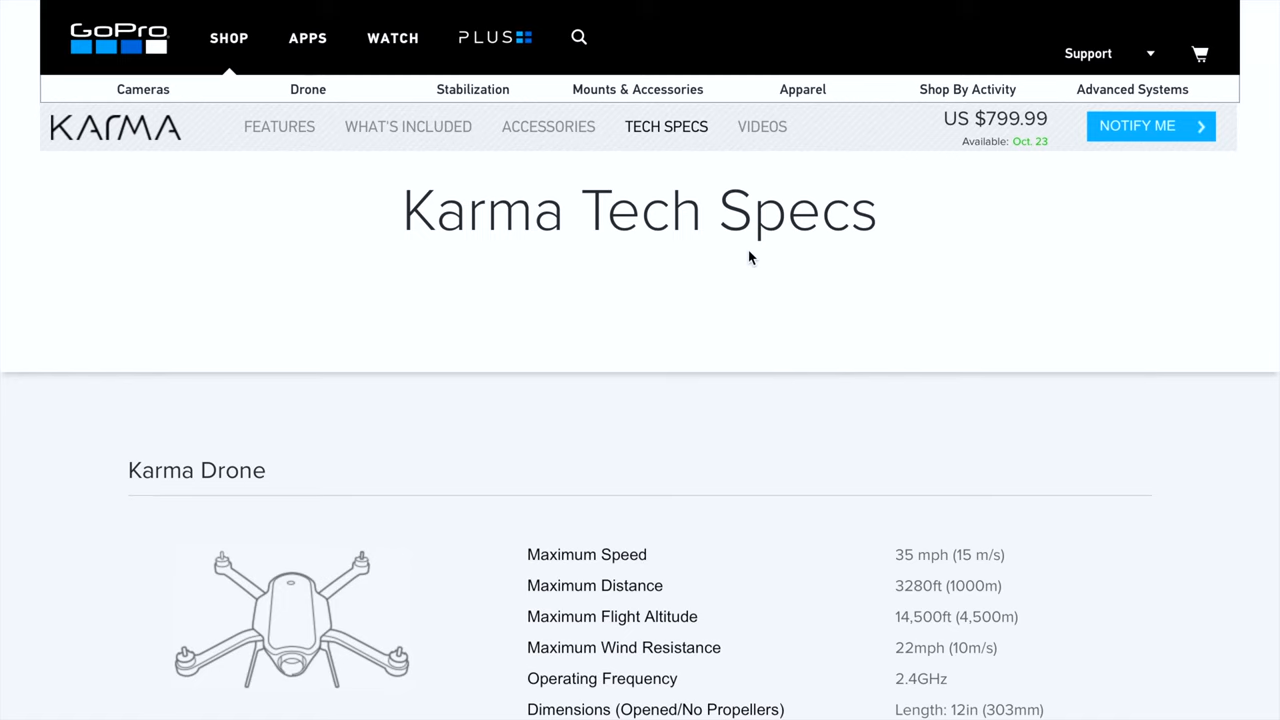 GoPro
SHOP APPS WATCH PLUS
Support
Cameras Drone Stabilization Mounts & Accessories Apparel Shop By Activity Advanced Systems
KARMA FEATURES WHAT'S INCLUDED ACCESSORIES TECH SPECS VIDEOS US $799.99 NOTIFY ME
Available: Oct. 23
Karma Tech Specs
Karma Drone
Maximum Speed 35 mph (15 m/s)
Maximum Distance 3280ft (1000m)
Maximum Flight Altitude 14,500ft (4,500m)
Maximum Wind Resistance 22mph (10m/s)
Operating Frequency 2.4GHz
Dimensions (Opened/No Propellers) Length: 12in (303mm)